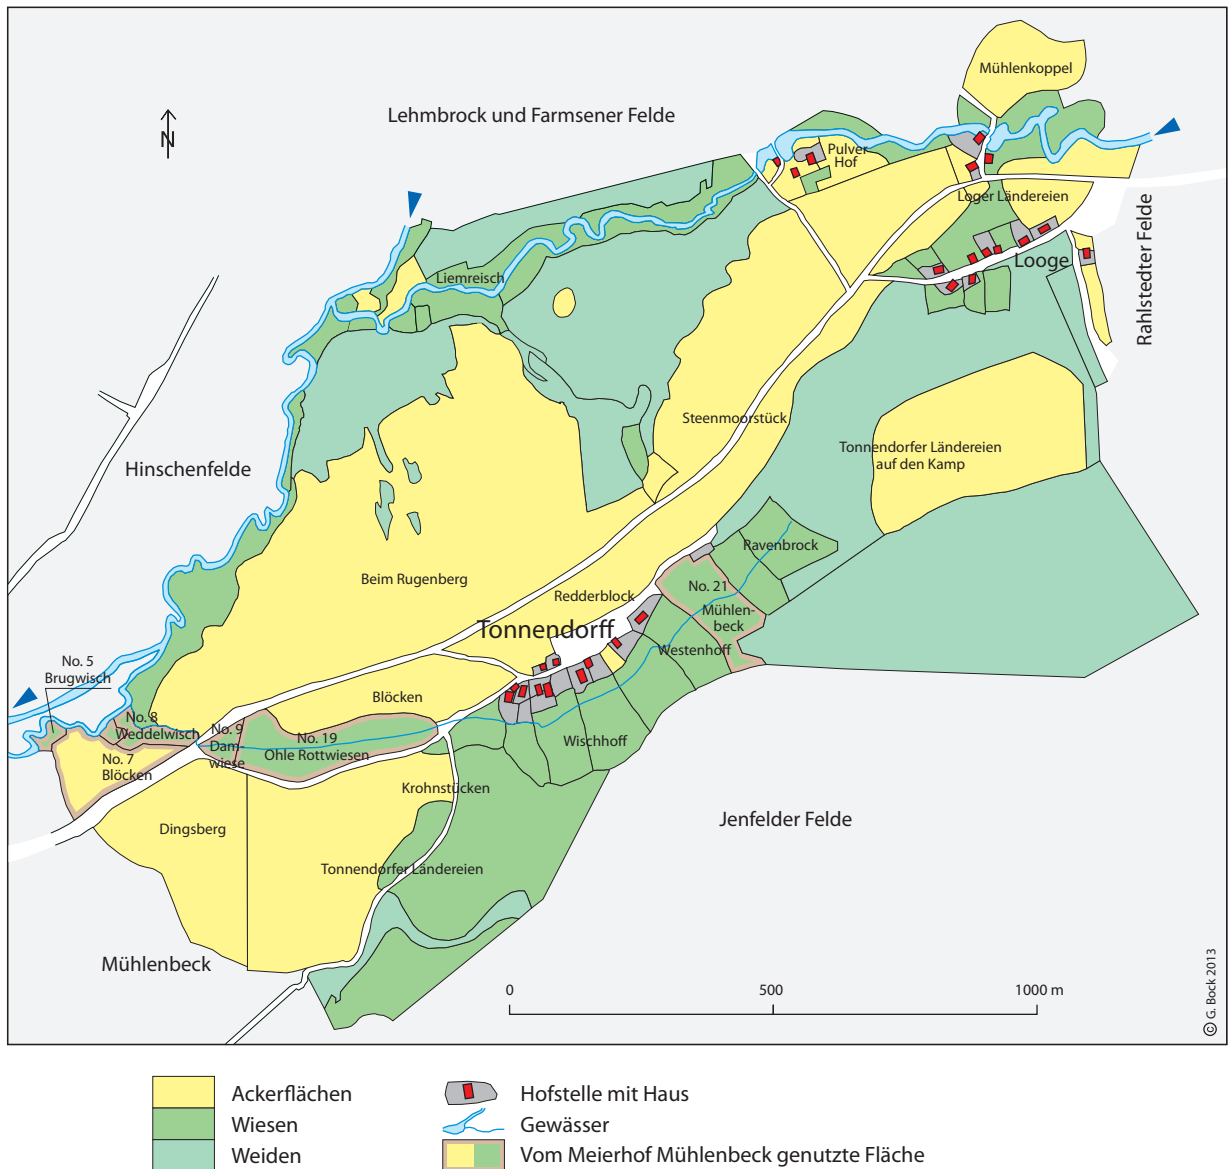 Mühlenkoppel
Lehmbrock und Farmsener Felde
N
Pulver
Hof
Loger Ländereien
Rahlstedter Felde
Looge
Liemreisch
Steenmoorstück
Tonnendorfer Ländereien
auf den Kamp
Hinschenfelde
Ravenbrock
Beim Rugenberg
No. 21
Redderblock
Mühlen-
beck
Tonnendorff
Westenhoff
No. 5
Brugwisch
Blöcken
No. 8
Weddelwisch
No. 9
Dam-
wiese
No. 19
Ohle Rottwiesen
Wischhoff
No. 7
Blöcken
Krohnstücken
Dingsberg
Jenfelder Felde
Tonnendorfer Ländereien
Mühlenbeck
0 500 1000 m
© G. Bock 2013
Ackerflächen
Wiesen
Weiden
Hofstelle mit Haus
Gewässer
Vom Meierhof Mühlenbeck genutzte Fläche